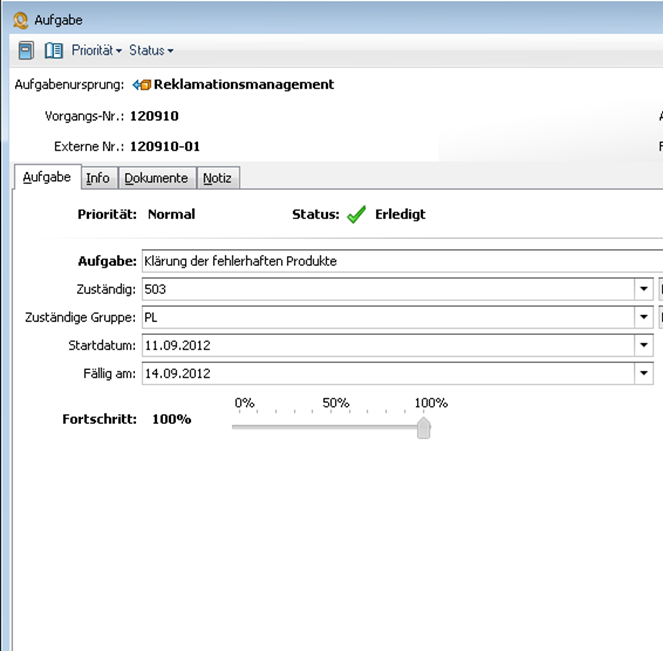 Aufgabe
Priorität Status
Aufgabenursprung: Reklamationsmanagement
Vorgangs-Nr.: 120910
Externe Nr.: 120910-01
Aufgabe Info Dokumente Notiz
Priorität: Normal Status: Erledigt
Aufgabe: Klärung der fehlerhaften Produkte
Zuständig: 503
Zuständige Gruppe: PL
Startdatum: 11.09.2012
Fällig am: 14.09.2012
0% 50% 100%
Fortschritt: 100%